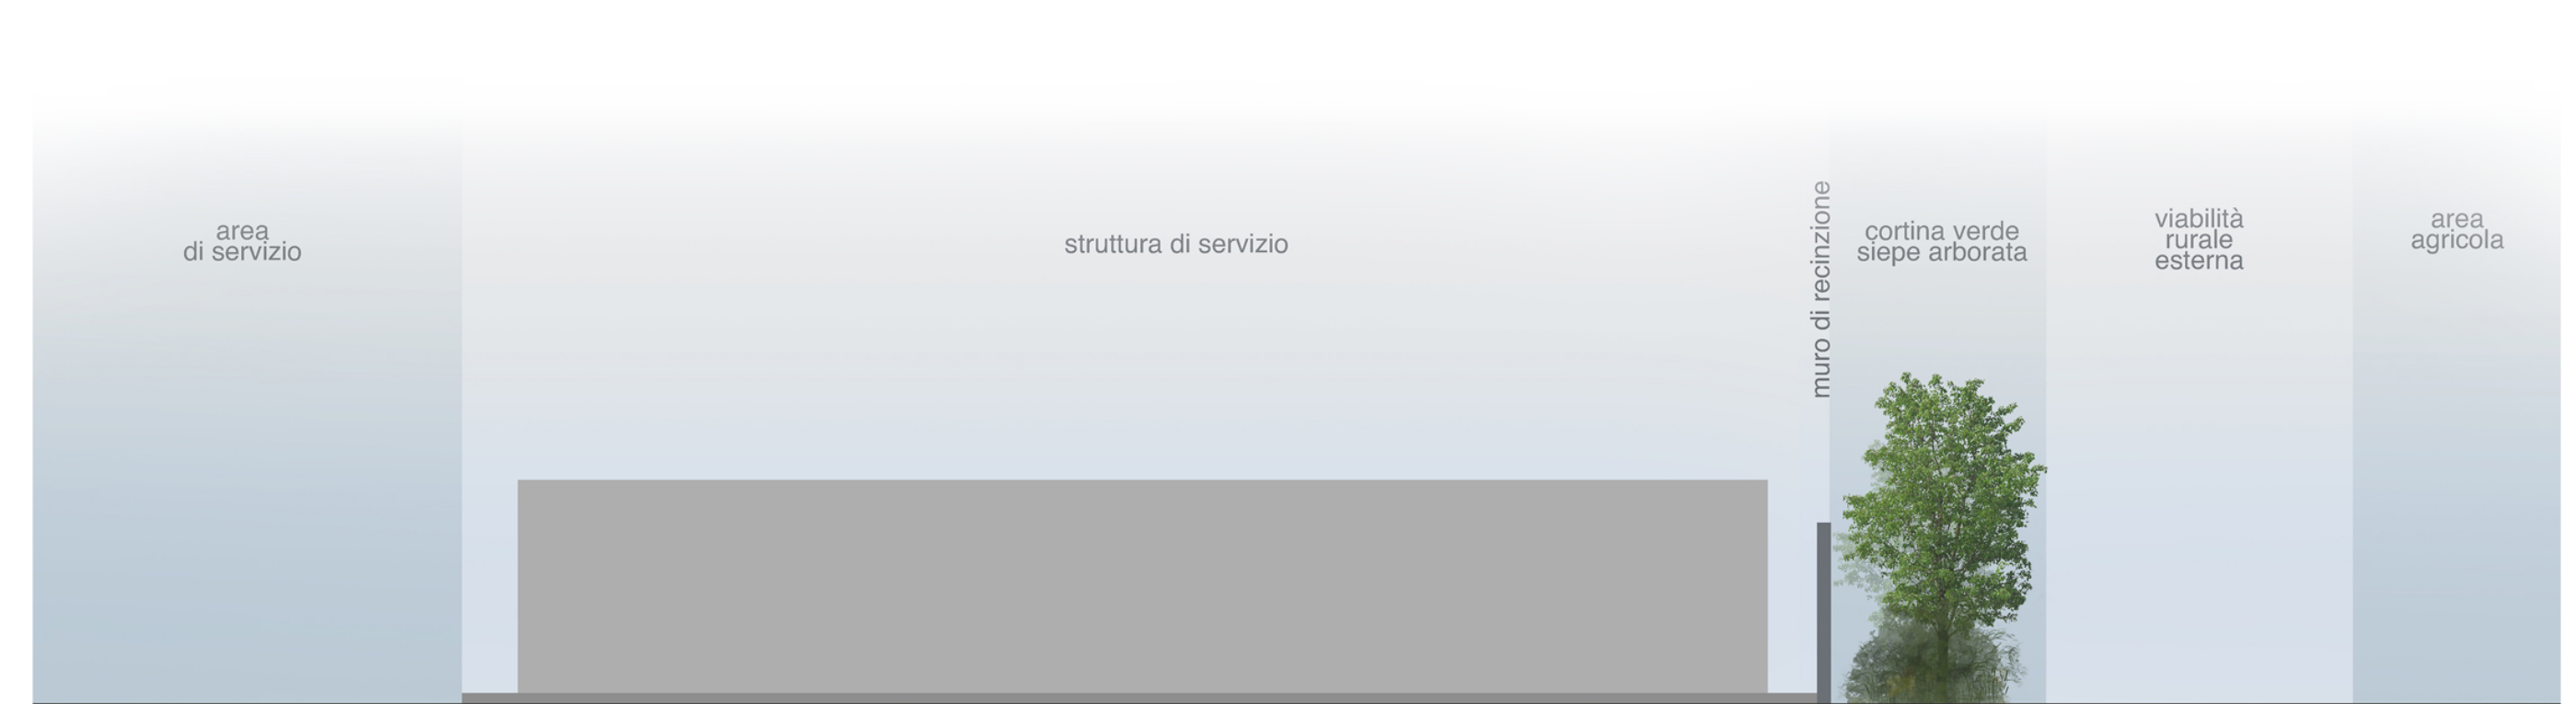 area
di servizio
struttura di servizio
muro di recinzione
cortina verde
siepe arborata
viabilità
rurale
esterna
area
agricola